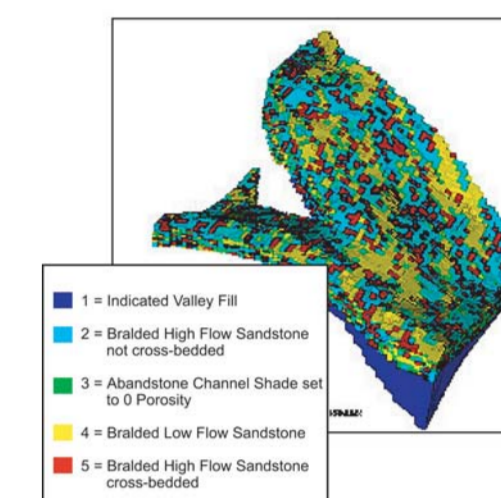 1 = Indicated Valley Fill
2 = Bralded High Flow Sandstone
not cross-bedded
3 = Abandstone Channel Shade set
to 0 Porosity
4 = Bralded Low Flow Sandstone
5 = Bralded High Flow Sandstone
cross-bedded